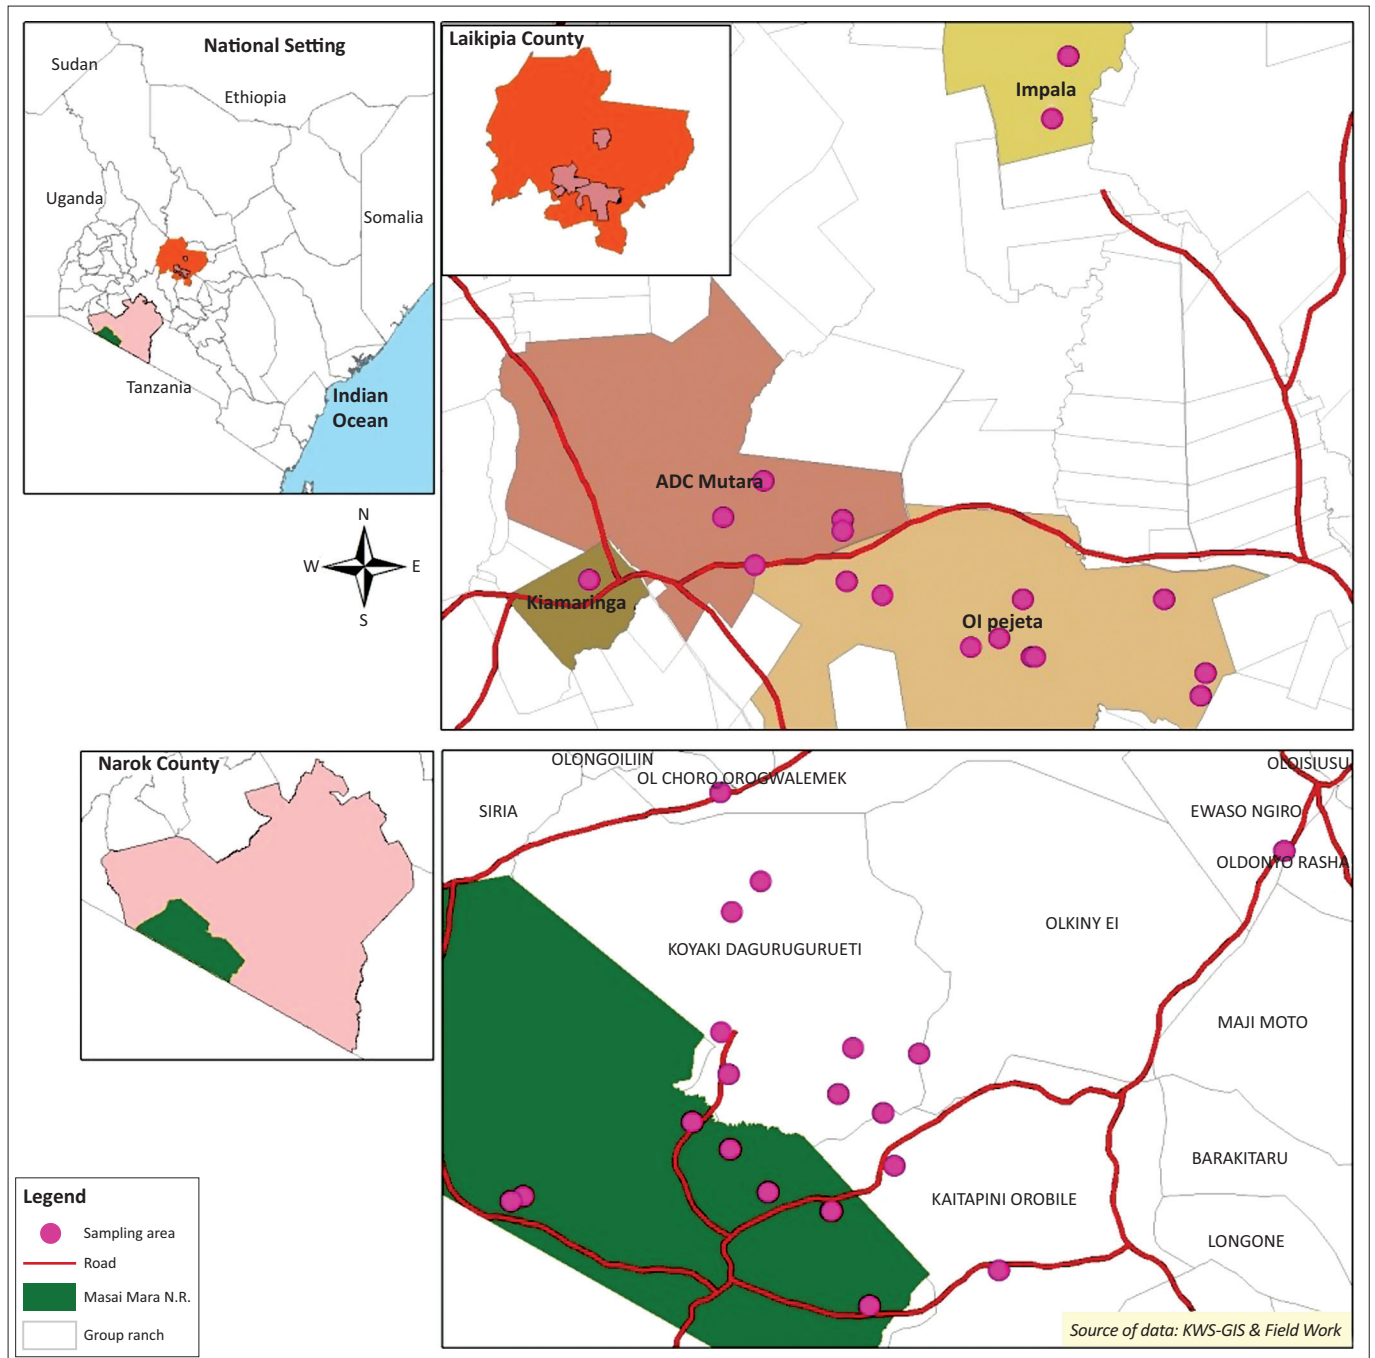 National Setting
Sudan
Ethiopia
Uganda
Somalia
Tanzania
Indian
Ocean
Laikipia County
Impala
ADC Mutara
Kiamaringa
Ol pejeta
N
W
E
S
Narok County
OLONGOILIIN
OL CHORO OROGWALEMEK
SIRIA
OLOISIUSU
EWASO NGIRO
OLDONYO RASHA
OLKINY EI
KOYAKI DAGURUGURUETI
MAJI MOTO
BARAKITARU
KAITAPINI OROBILE
LONGONE
Legend
Sampling area
Road
Masai Mara N.R.
Group ranch
Source of data: KWS-GIS & Field Work